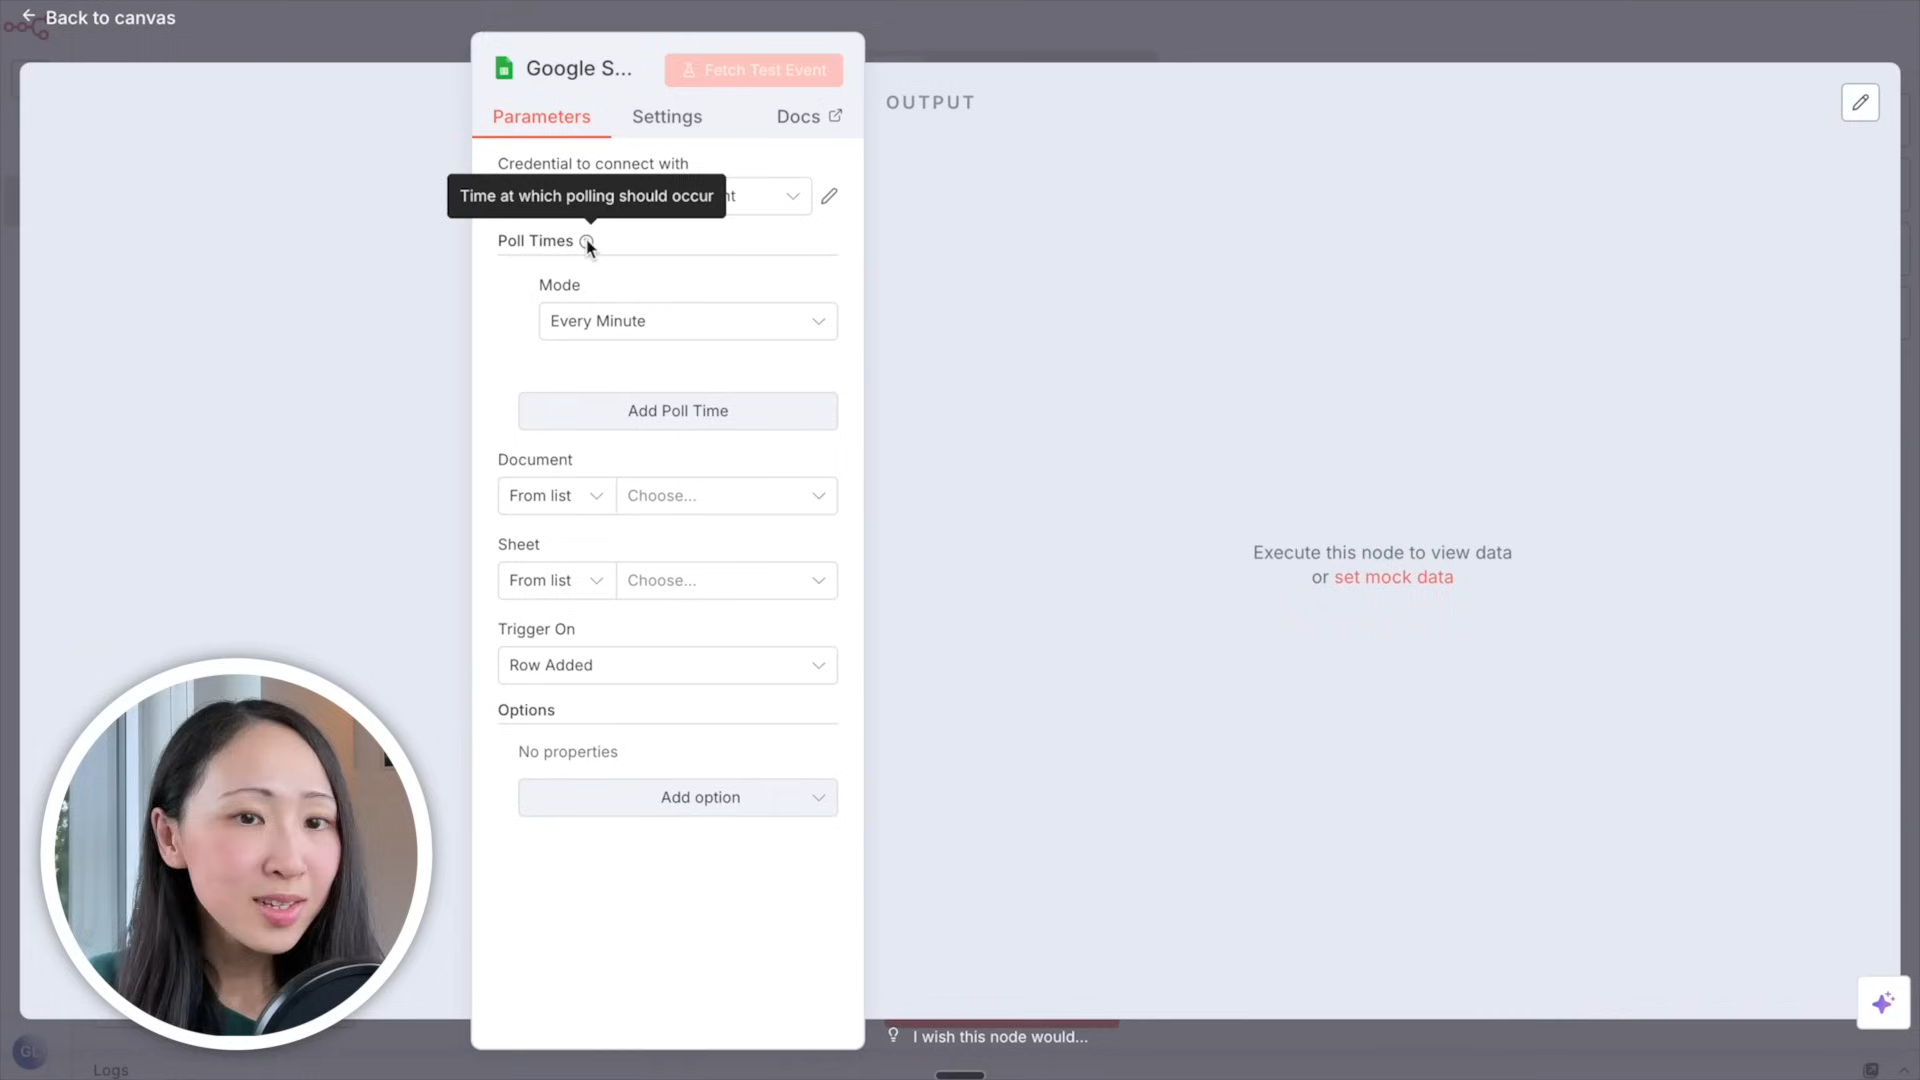 Back to canvas
Google S...
Fetch Test Event
Parameters
Settings
Docs
OUTPUT
Credential to connect with
Time at which polling should occur
nt
Poll Times
Mode
Every Minute
Add Poll Time
Document
From list
Choose...
Sheet
From list
Choose...
Trigger On
Row Added
Options
No properties
Add option
Execute this node to view data
or set mock data
I wish this node would...
GL
Logs